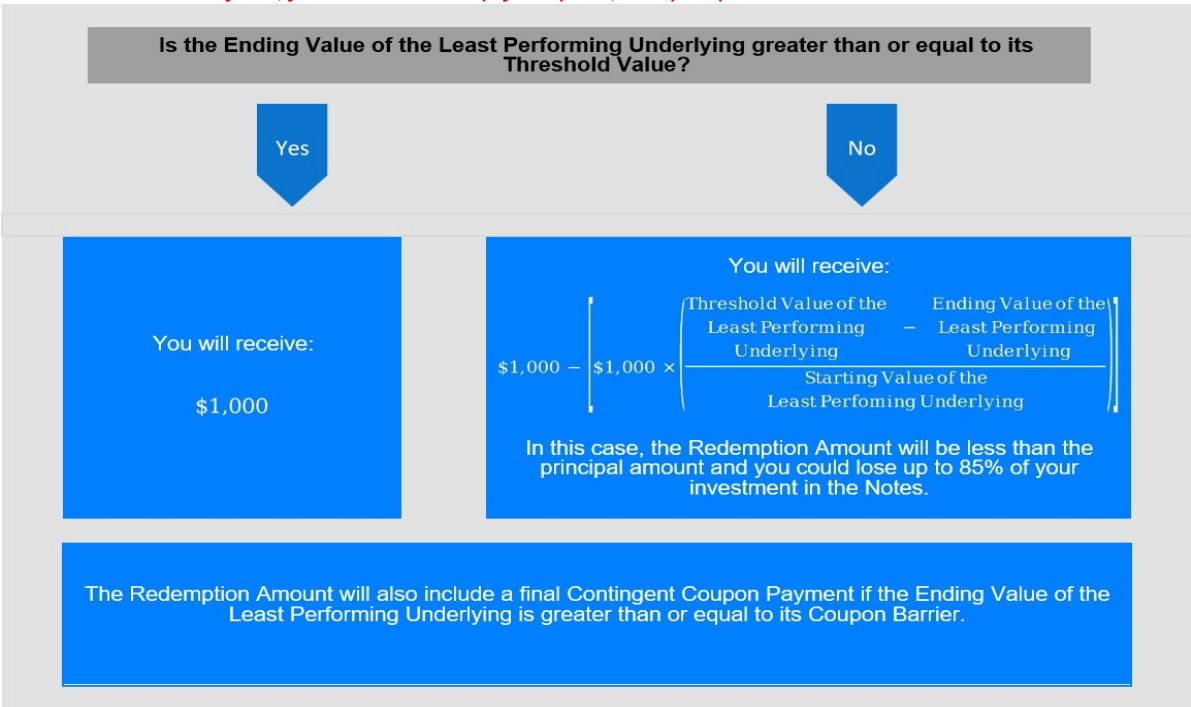 Is the Ending Value of the Least Performing Underlying greater than or equal to its
Threshold Value?
Yes
No
You will receive:
$1,000
You will receive:
$1,000 − [$1,000 × (
Threshold Value of the
Least Performing
Underlying
−
Ending Value of the
Least Performing
Underlying
Starting Value of the
Least Perfoming Underlying
)]
In this case, the Redemption Amount will be less than the
principal amount and you could lose up to 85% of your
investment in the Notes.
The Redemption Amount will also include a final Contingent Coupon Payment if the Ending Value of the
Least Performing Underlying is greater than or equal to its Coupon Barrier.